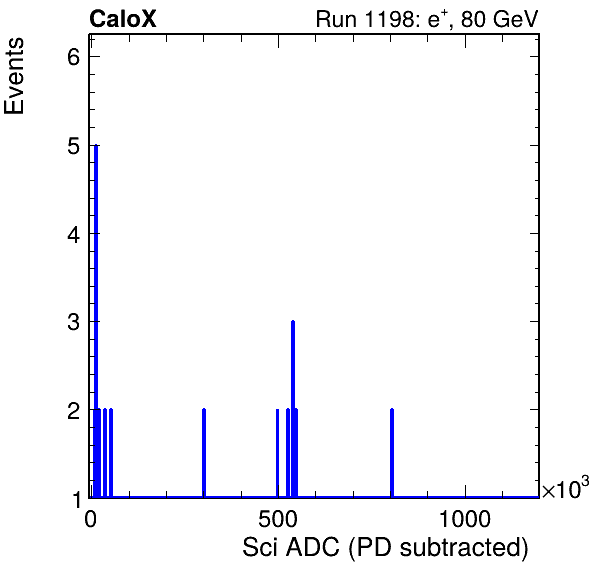 CaloX
Run 1198: e⁺, 80 GeV
Events
6
5
4
3
2
1
0
500
1000
×10³
Sci ADC (PD subtracted)